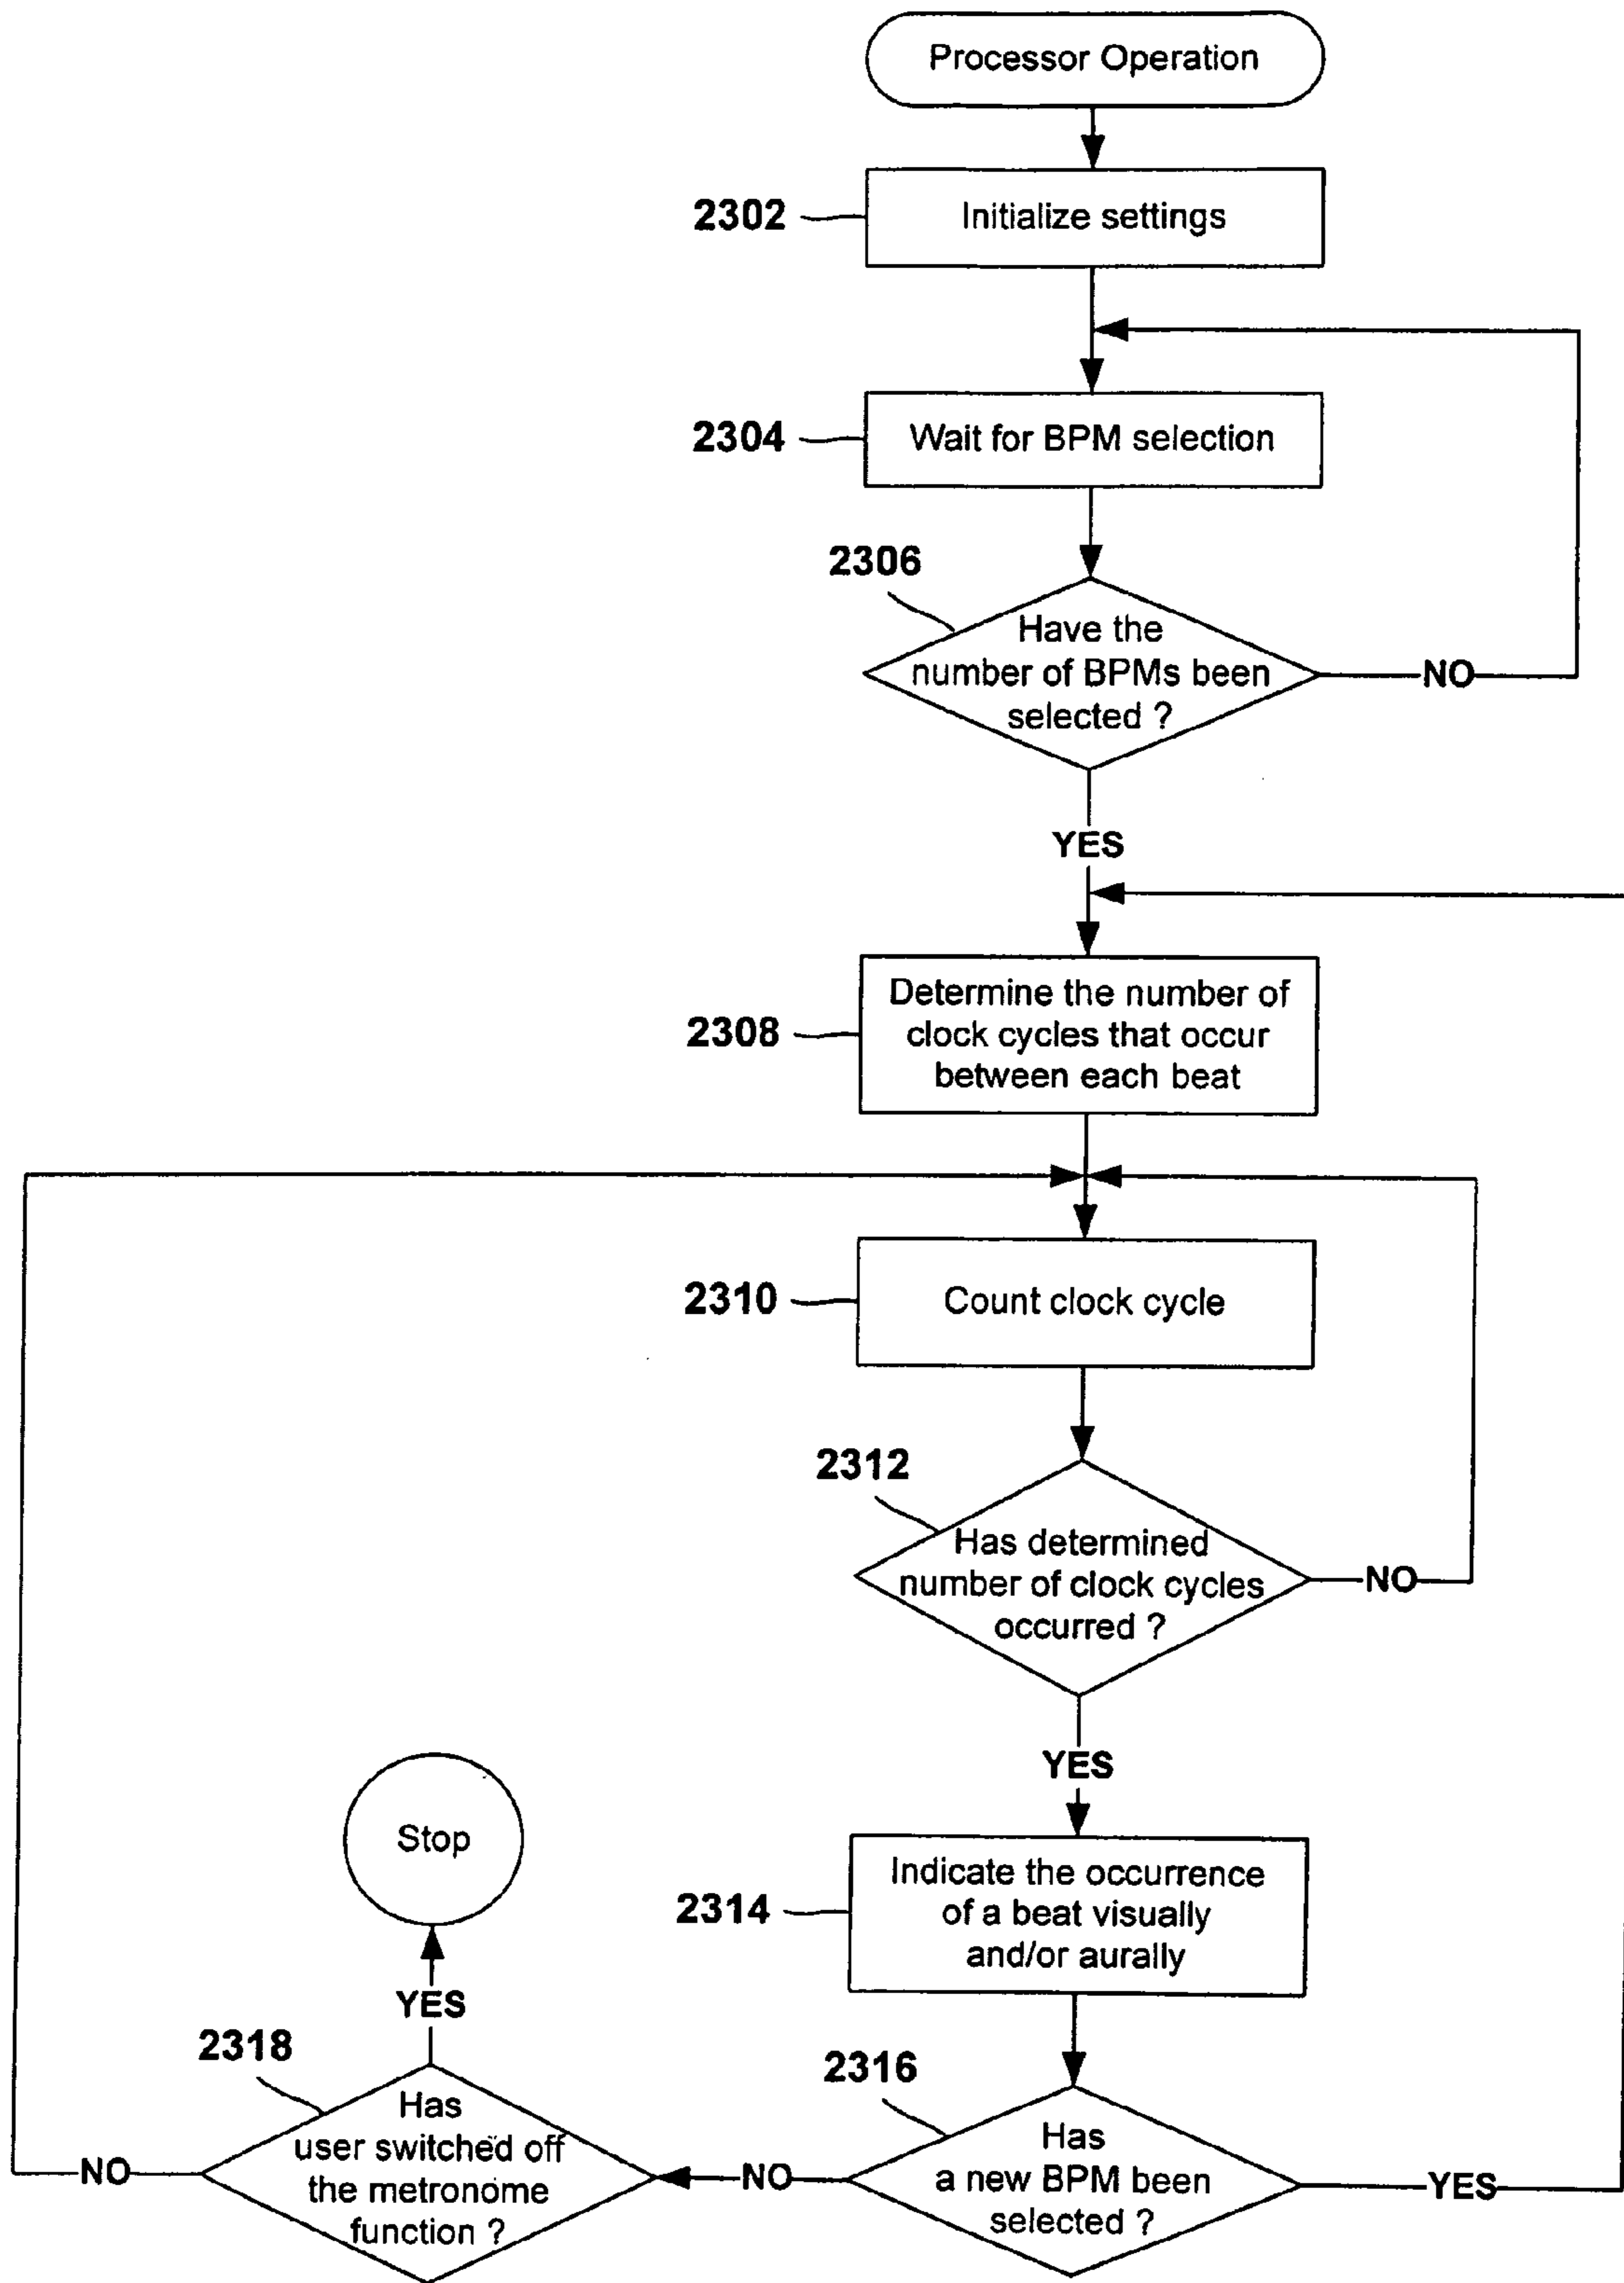 Processor Operation
2302
Initialize settings
2304
Wait for BPM selection
2306
Have the
number of BPMs been
selected ?
NO
YES
2308
Determine the number of
clock cycles that occur
between each beat
2310
Count clock cycle
2312
Has determined
number of clock cycles
occurred ?
NO
YES
2314
Indicate the occurrence
of a beat visually
and/or aurally
2316
Has
a new BPM been
selected ?
YES
NO
2318
Has
user switched off
the metronome
function ?
NO
YES
Stop